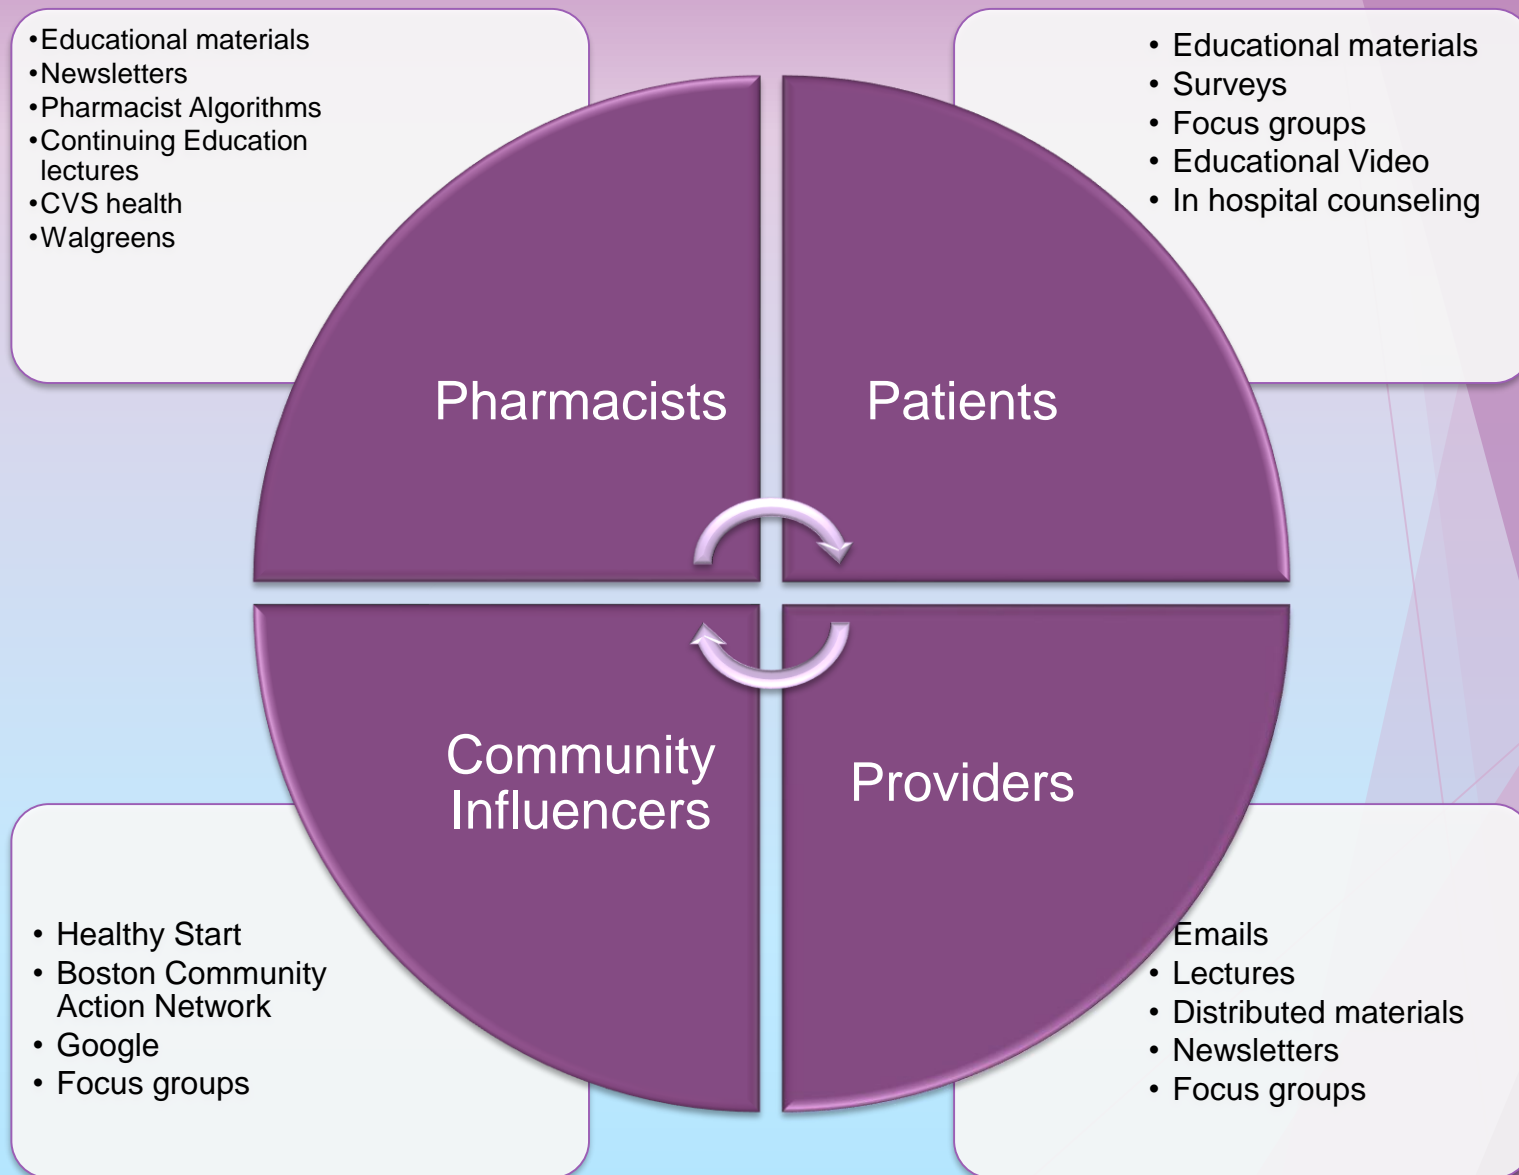 •Educational materials
•Newsletters
•Pharmacist Algorithms
•Continuing Education
lectures
•CVS health
•Walgreens
• Educational materials
• Surveys
• Focus groups
• Educational Video
• In hospital counseling
Pharmacists
Patients
Community
Influencers
Providers
• Healthy Start
• Boston Community
Action Network
• Google
• Focus groups
Emails
• Lectures
• Distributed materials
• Newsletters
• Focus groups